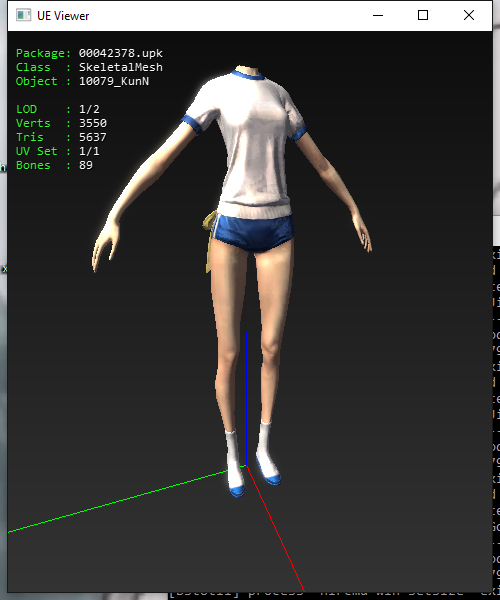 UE Viewer
Package: 00042378.upk
Class : SkeletalMesh
Object : 10079_KunN
LOD : 1/2
Verts : 3550
Tris : 5637
UV Set : 1/1
Bones : 89